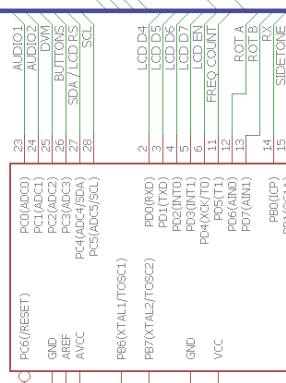 AUDIO1
AUDIO2
DVM
BUTTONS
SDA / LCD RS
SCL
LCD D4
LCD D5
LCD D6
LCD D7
LCD EN
FREQ COUNT
ROT A
ROT B
RX
SIDETONE
23
24
25
26
27
28
2
3
4
5
6
11
12
13
14
15
PC0(ADC0)
PC1(ADC1)
PC2(ADC2)
PC3(ADC3)
PC4(ADC4/SDA)
PC5(ADC5/SCL)
PD0(RXD)
PD1(TXD)
PD2(INT0)
PD3(INT1)
PD4(XCK/T0)
PD5(T1)
PD6(AIN0)
PD7(AIN1)
PB0(ICP)
PC6(/RESET)
GND
AREF
AVCC
PB6(XTAL1/TOSC1)
PB7(XTAL2/TOSC2)
GND
VCC